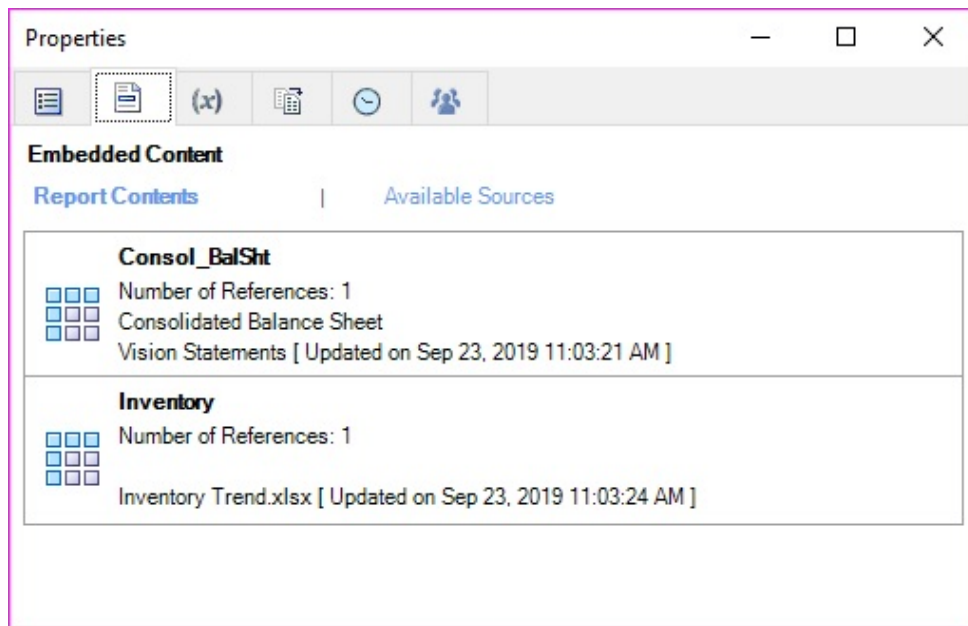 Properties
(x)
Embedded Content
Report Contents | Available Sources
Consol_BalSht
Number of References: 1
Consolidated Balance Sheet
Vision Statements [ Updated on Sep 23, 2019 11:03:21 AM ]
Inventory
Number of References: 1
Inventory Trend.xlsx [ Updated on Sep 23, 2019 11:03:24 AM ]